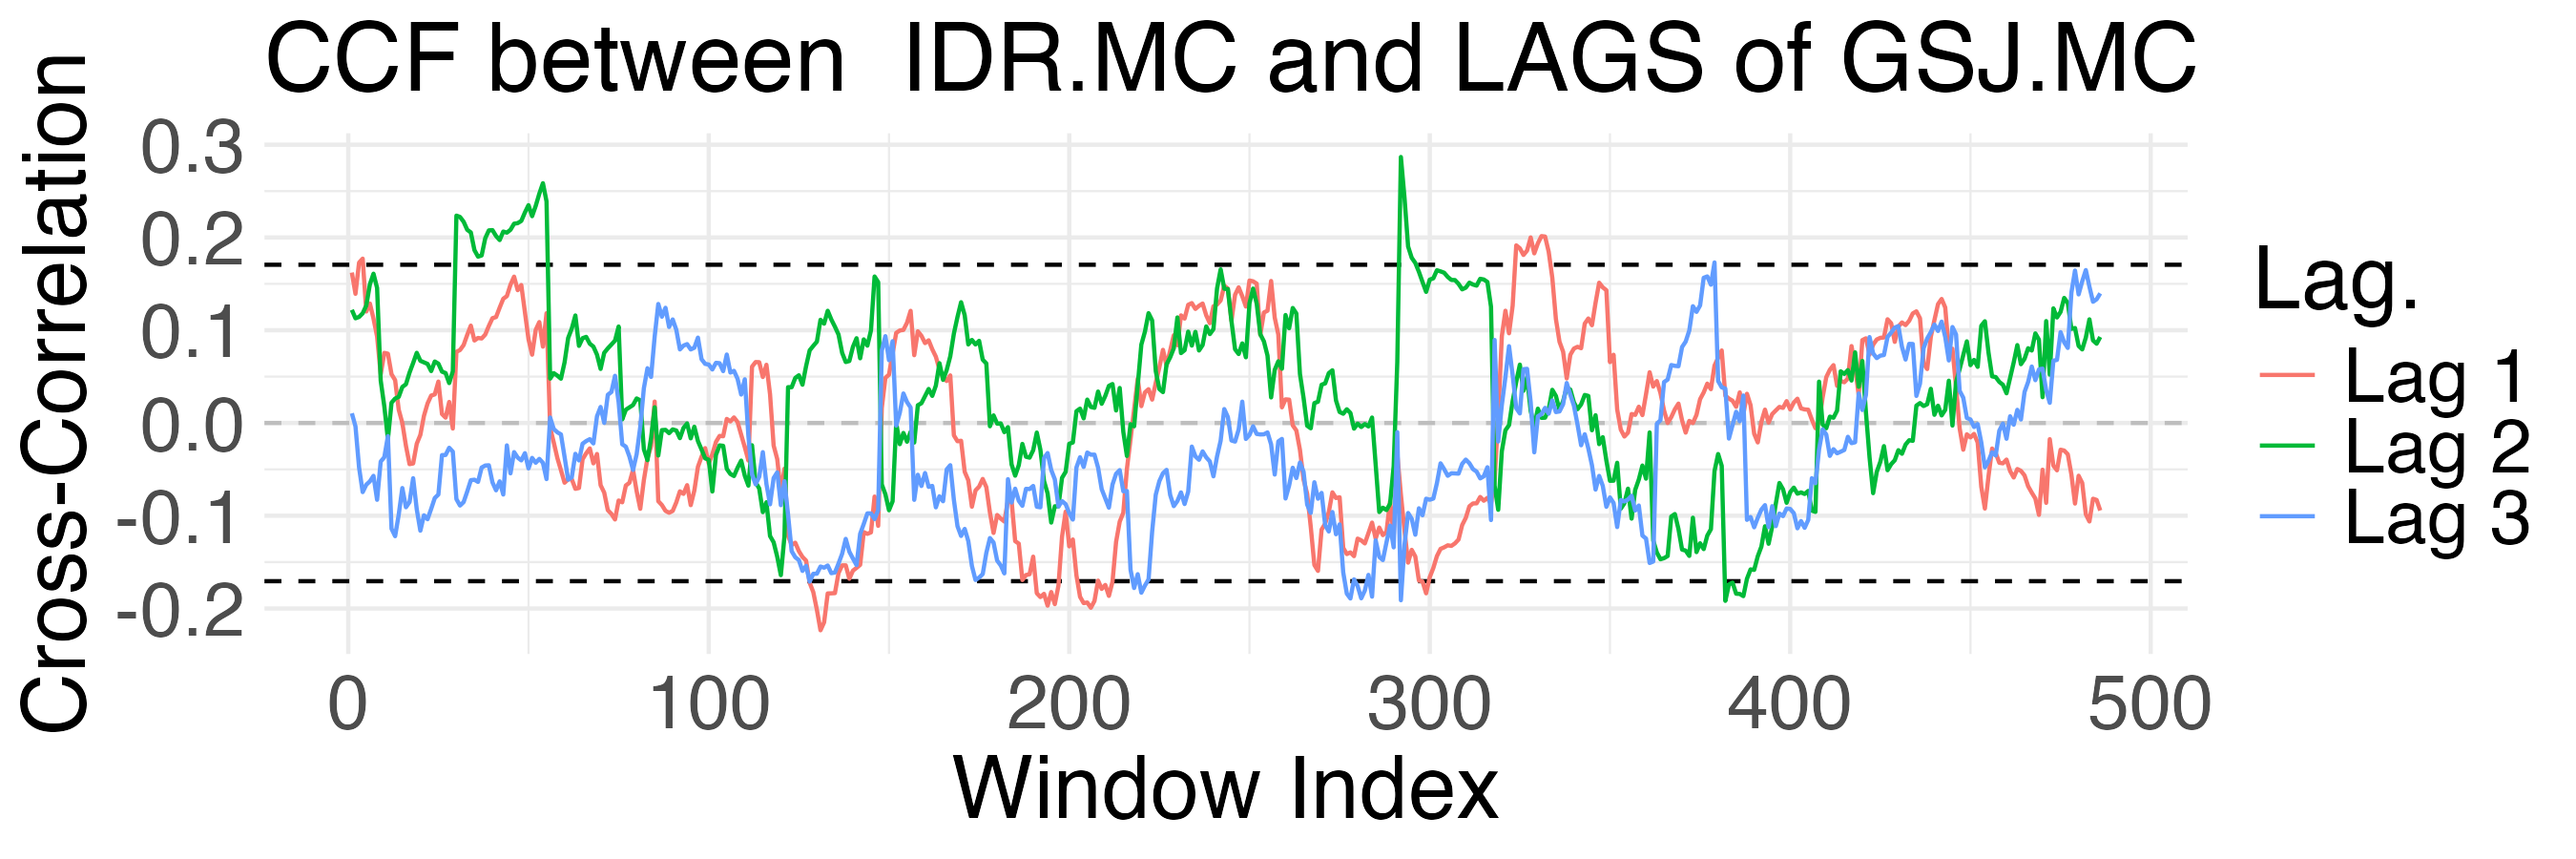 CCF between  IDR.MC and LAGS of GSJ.MC
Cross-Correlation
0.3
0.2
0.1
0.0
-0.1
-0.2
0 100 200 300 400 500
Window Index
Lag.
Lag 1
Lag 2
Lag 3